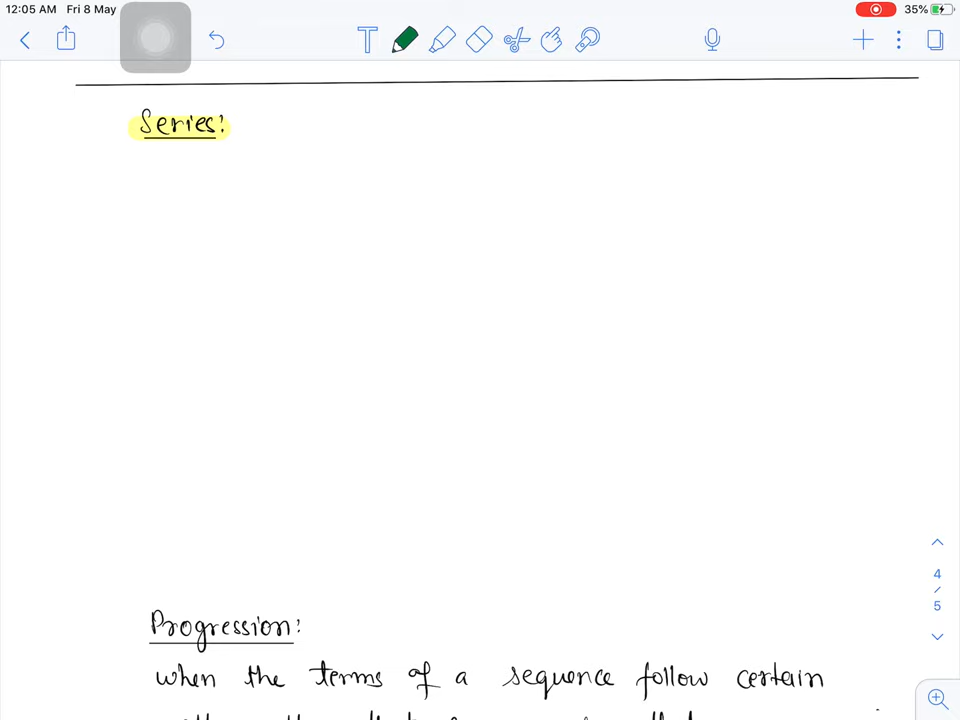 12:05 AM Fri 8 May 35%
T
Series:
4
/
5
Progression:
when the terms of a sequence follow certain